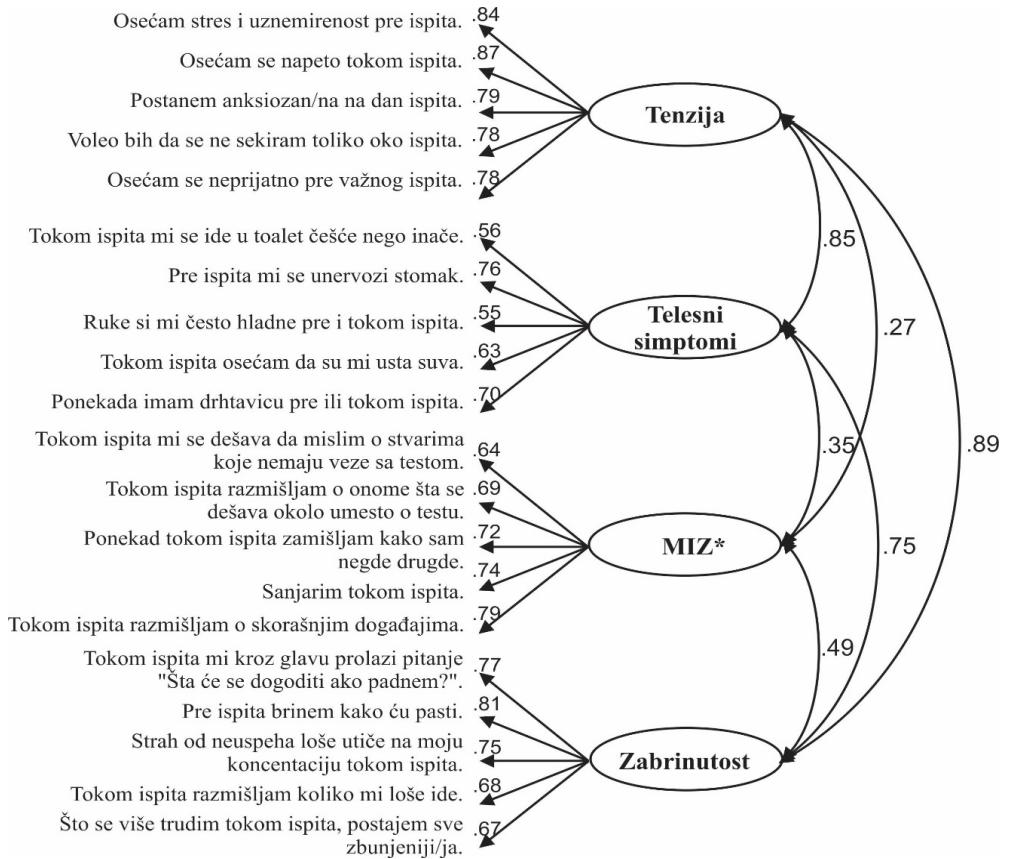 Osećam stres i uznemirenost pre ispita. .84
Osećam se napeto tokom ispita. .87
Postanem anksiozan/na na dan ispita. .79
Voleo bih da se ne sekiram toliko oko ispita. .78
Osećam se neprijatno pre važnog ispita. .78
Tenzija
Tokom ispita mi se ide u toalet češće nego inače. .56
Pre ispita mi se unervozi stomak. .76
Ruke si mi često hladne pre i tokom ispita. .55
Tokom ispita osećam da su mi usta suva. .63
Ponekada imam drhtavicu pre ili tokom ispita. .70
Telesni
simptomi
Tokom ispita mi se dešava da mislim o stvarima
koje nemaju veze sa testom. .64
Tokom ispita razmišljam o onome šta se
dešava okolo umesto o testu. .69
Ponekad tokom ispita zamišljam kako sam
negde drugde. .72
Sanjarim tokom ispita. .74
Tokom ispita razmišljam o skorašnjim događajima. .79
MIZ*
Tokom ispita mi kroz glavu prolazi pitanje
"Šta će se dogoditi ako padnem?". .77
Pre ispita brinem kako ću pasti. .81
Strah od neuspeha loše utiče na moju
koncentaciju tokom ispita. .75
Tokom ispita razmišljam koliko mi loše ide. .68
Što se više trudim tokom ispita, postajem sve
zbunjeniji/ja. .67
Zabrinutost
.85
.27
.35
.89
.75
.49